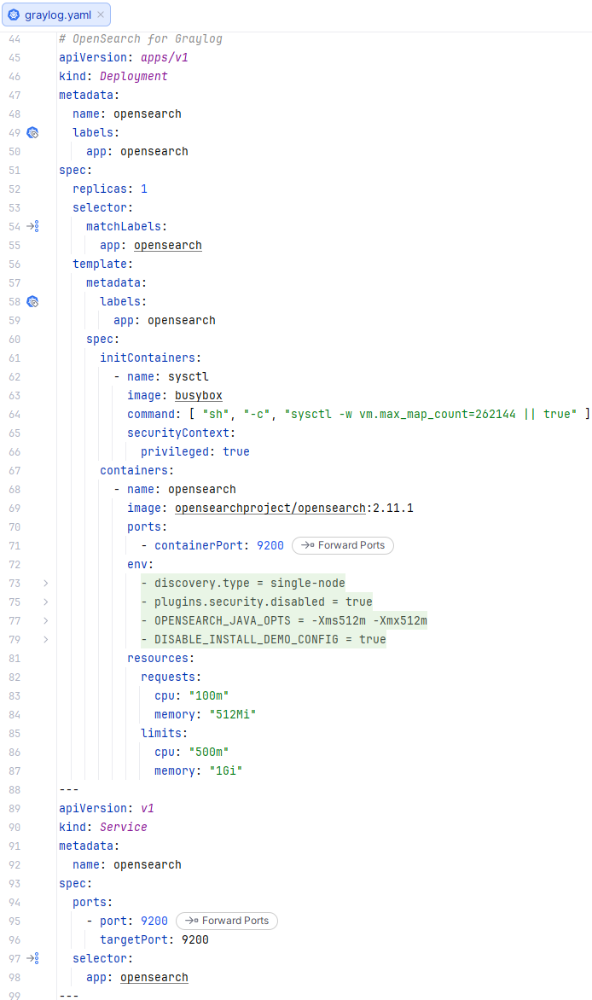 graylog.yaml
44 # OpenSearch for Graylog
45 apiVersion: apps/v1
46 kind: Deployment
47 metadata:
48   name: opensearch
49   labels:
50     app: opensearch
51 spec:
52   replicas: 1
53   selector:
54     matchLabels:
55       app: opensearch
56   template:
57     metadata:
58       labels:
59         app: opensearch
60     spec:
61       initContainers:
62         - name: sysctl
63           image: busybox
64           command: [ "sh", "-c", "sysctl -w vm.max_map_count=262144 || true" ]
65           securityContext:
66             privileged: true
67       containers:
68         - name: opensearch
69           image: opensearchproject/opensearch:2.11.1
70           ports:
71             - containerPort: 9200 Forward Ports
72           env:
73             - discovery.type = single-node
75             - plugins.security.disabled = true
77             - OPENSEARCH_JAVA_OPTS = -Xms512m -Xmx512m
79             - DISABLE_INSTALL_DEMO_CONFIG = true
81           resources:
82             requests:
83               cpu: "100m"
84               memory: "512Mi"
85             limits:
86               cpu: "500m"
87               memory: "1Gi"
88 ---
89 apiVersion: v1
90 kind: Service
91 metadata:
92   name: opensearch
93 spec:
94   ports:
95     - port: 9200 Forward Ports
96       targetPort: 9200
97   selector:
98     app: opensearch
99 ---